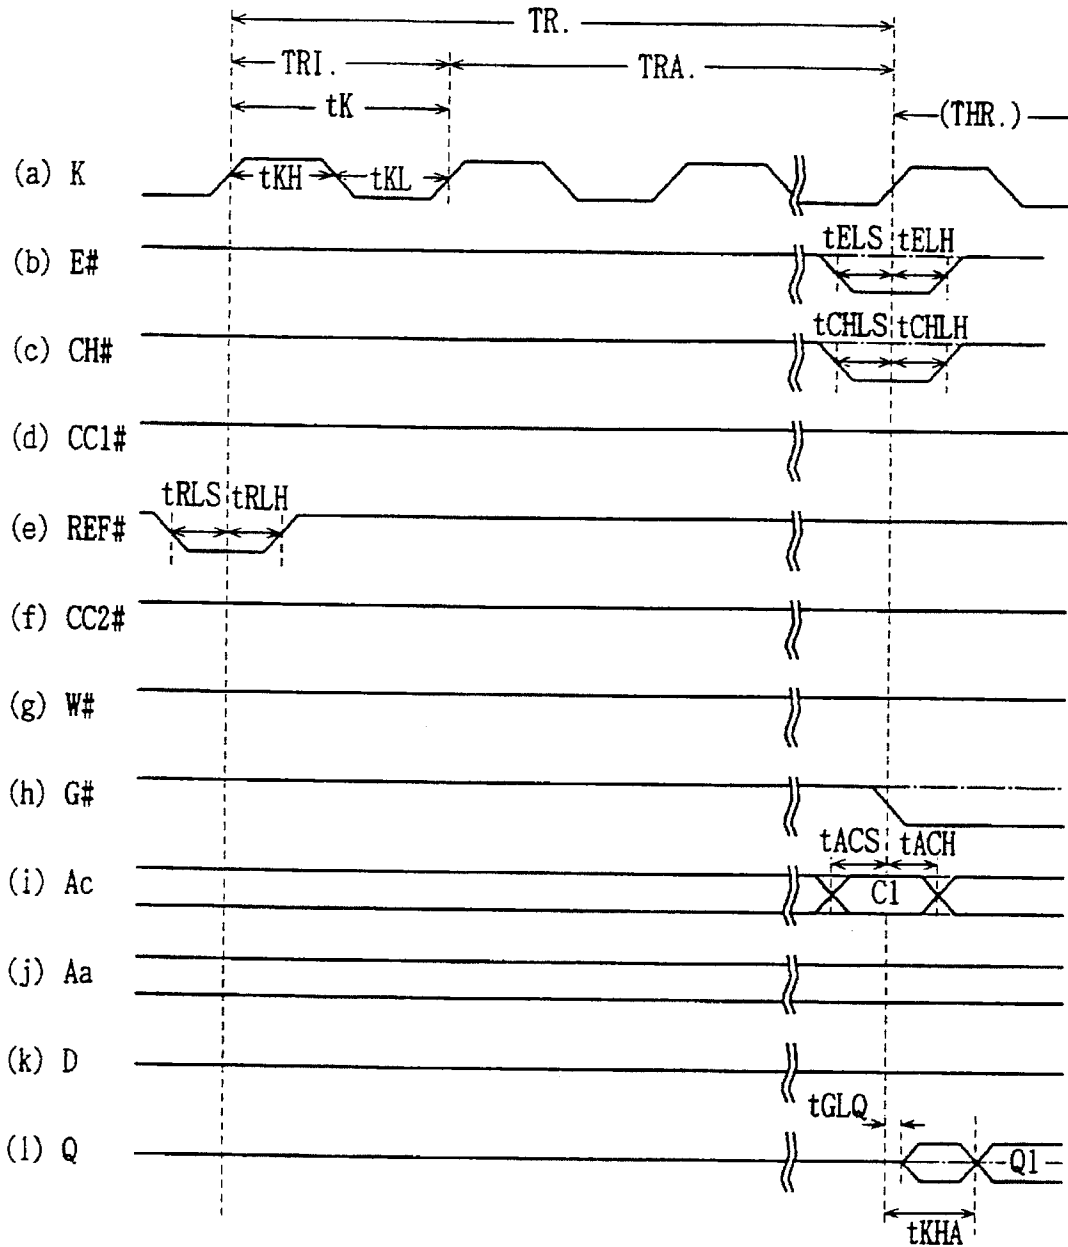 TR.
TRI. TRA.
tK (THR.)
(a) K tKH tKL
tELS tELH
(b) E#
tCHLS tCHLH
(c) CH#
(d) CC1#
tRLS tRLH
(e) REF#
(f) CC2#
(g) W#
(h) G#
tACS tACH
(i) Ac C1
(j) Aa
(k) D
tGLQ
(l) Q Q1
tKHA